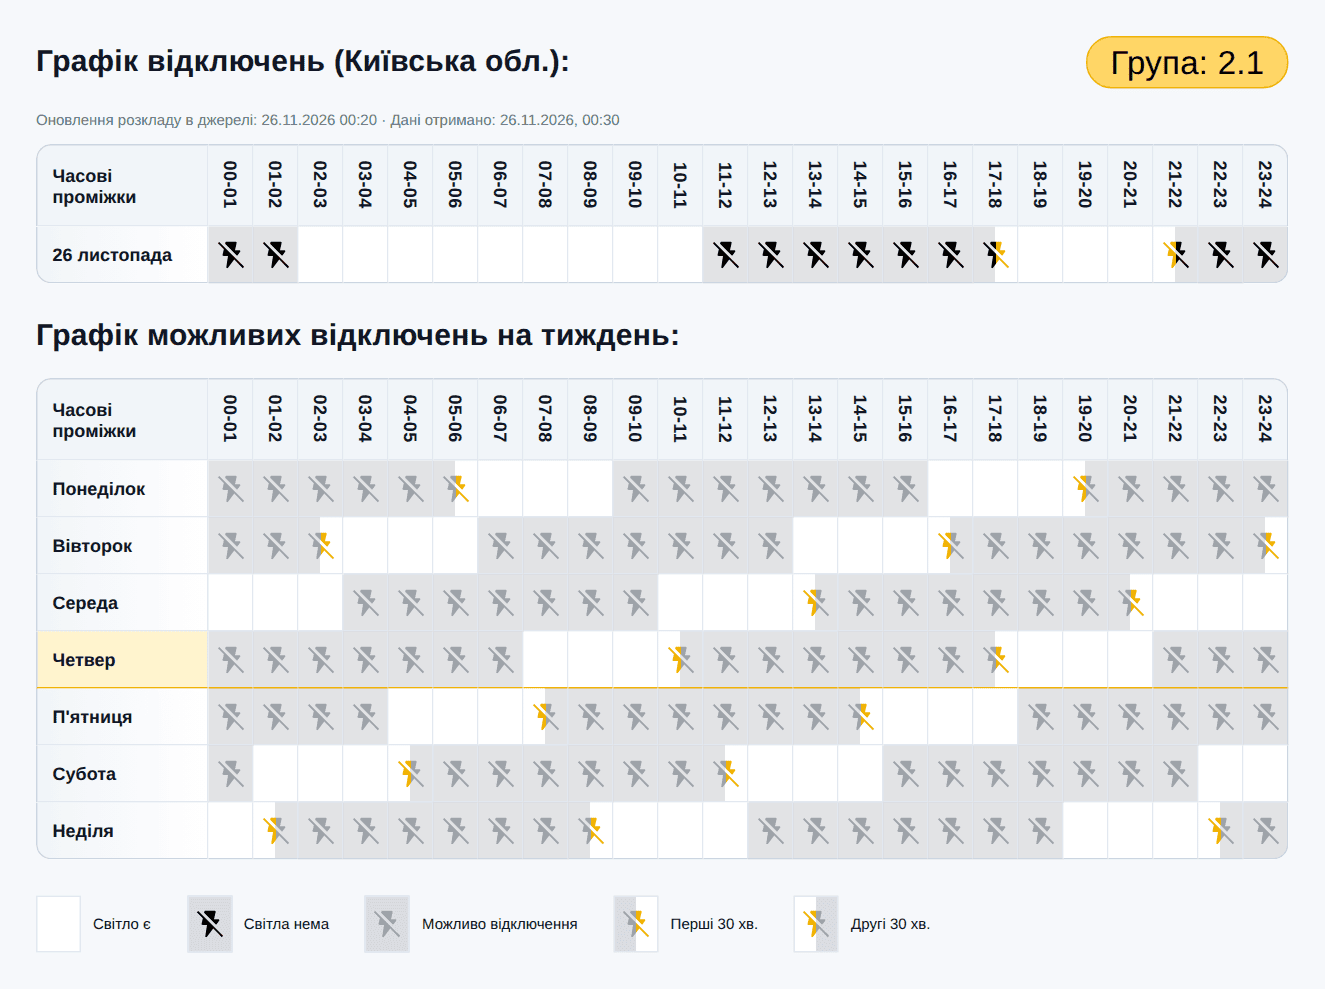 Графік відключень (Київська обл.):
Група: 2.1
Оновлення розкладу в джерелі: 26.11.2026 00:20 · Дані отримано: 26.11.2026, 00:30
Часові
проміжки
00-01 01-02 02-03 03-04 04-05 05-06 06-07 07-08 08-09 09-10 10-11 11-12 12-13 13-14 14-15 15-16 16-17 17-18 18-19 19-20 20-21 21-22 22-23 23-24
26 листопада
Графік можливих відключень на тиждень:
Часові
проміжки
00-01 01-02 02-03 03-04 04-05 05-06 06-07 07-08 08-09 09-10 10-11 11-12 12-13 13-14 14-15 15-16 16-17 17-18 18-19 19-20 20-21 21-22 22-23 23-24
Понеділок
Вівторок
Середа
Четвер
П'ятниця
Субота
Неділя
Світло є
Світла нема
Можливо відключення
Перші 30 хв.
Другі 30 хв.